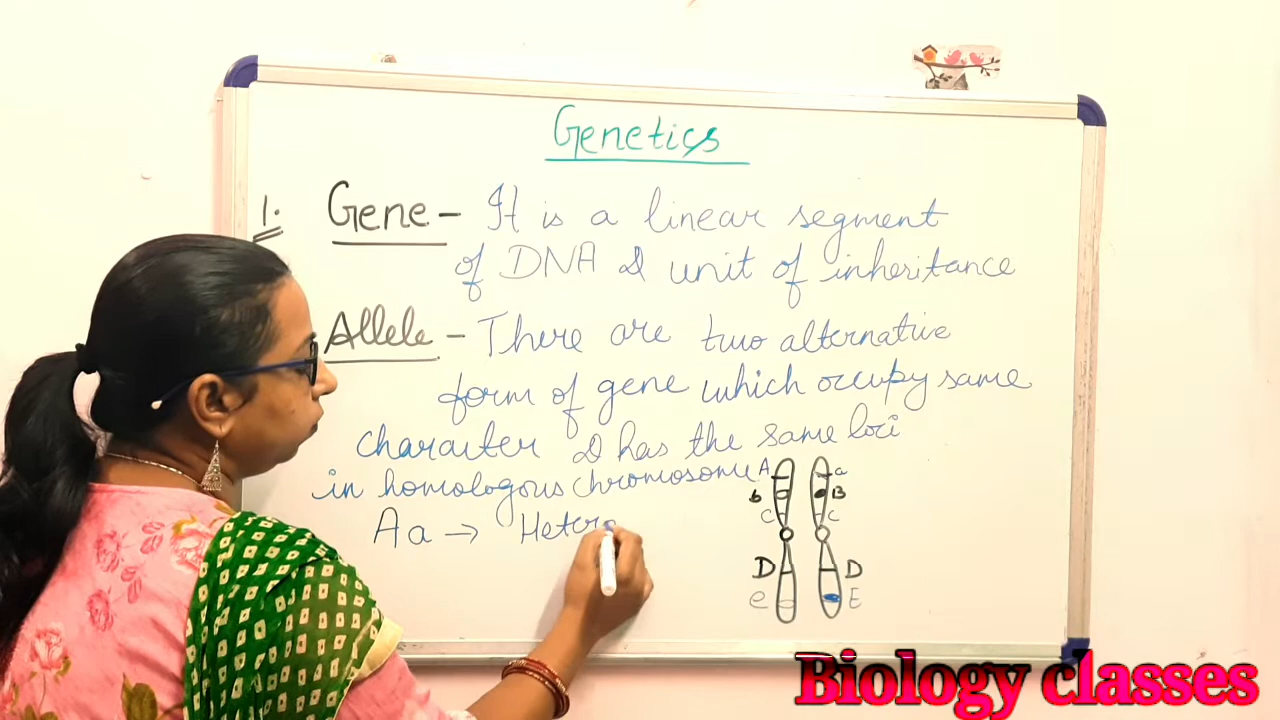 Genetics
1. Gene - It is a linear segment
of DNA & unit of inheritance
Allele - There are two alternative
form of gene which occupy same
character & has the same loci
in homologous chromosome
A a
b B
C C
D D
e E
Aa → Hetero
Biology classes